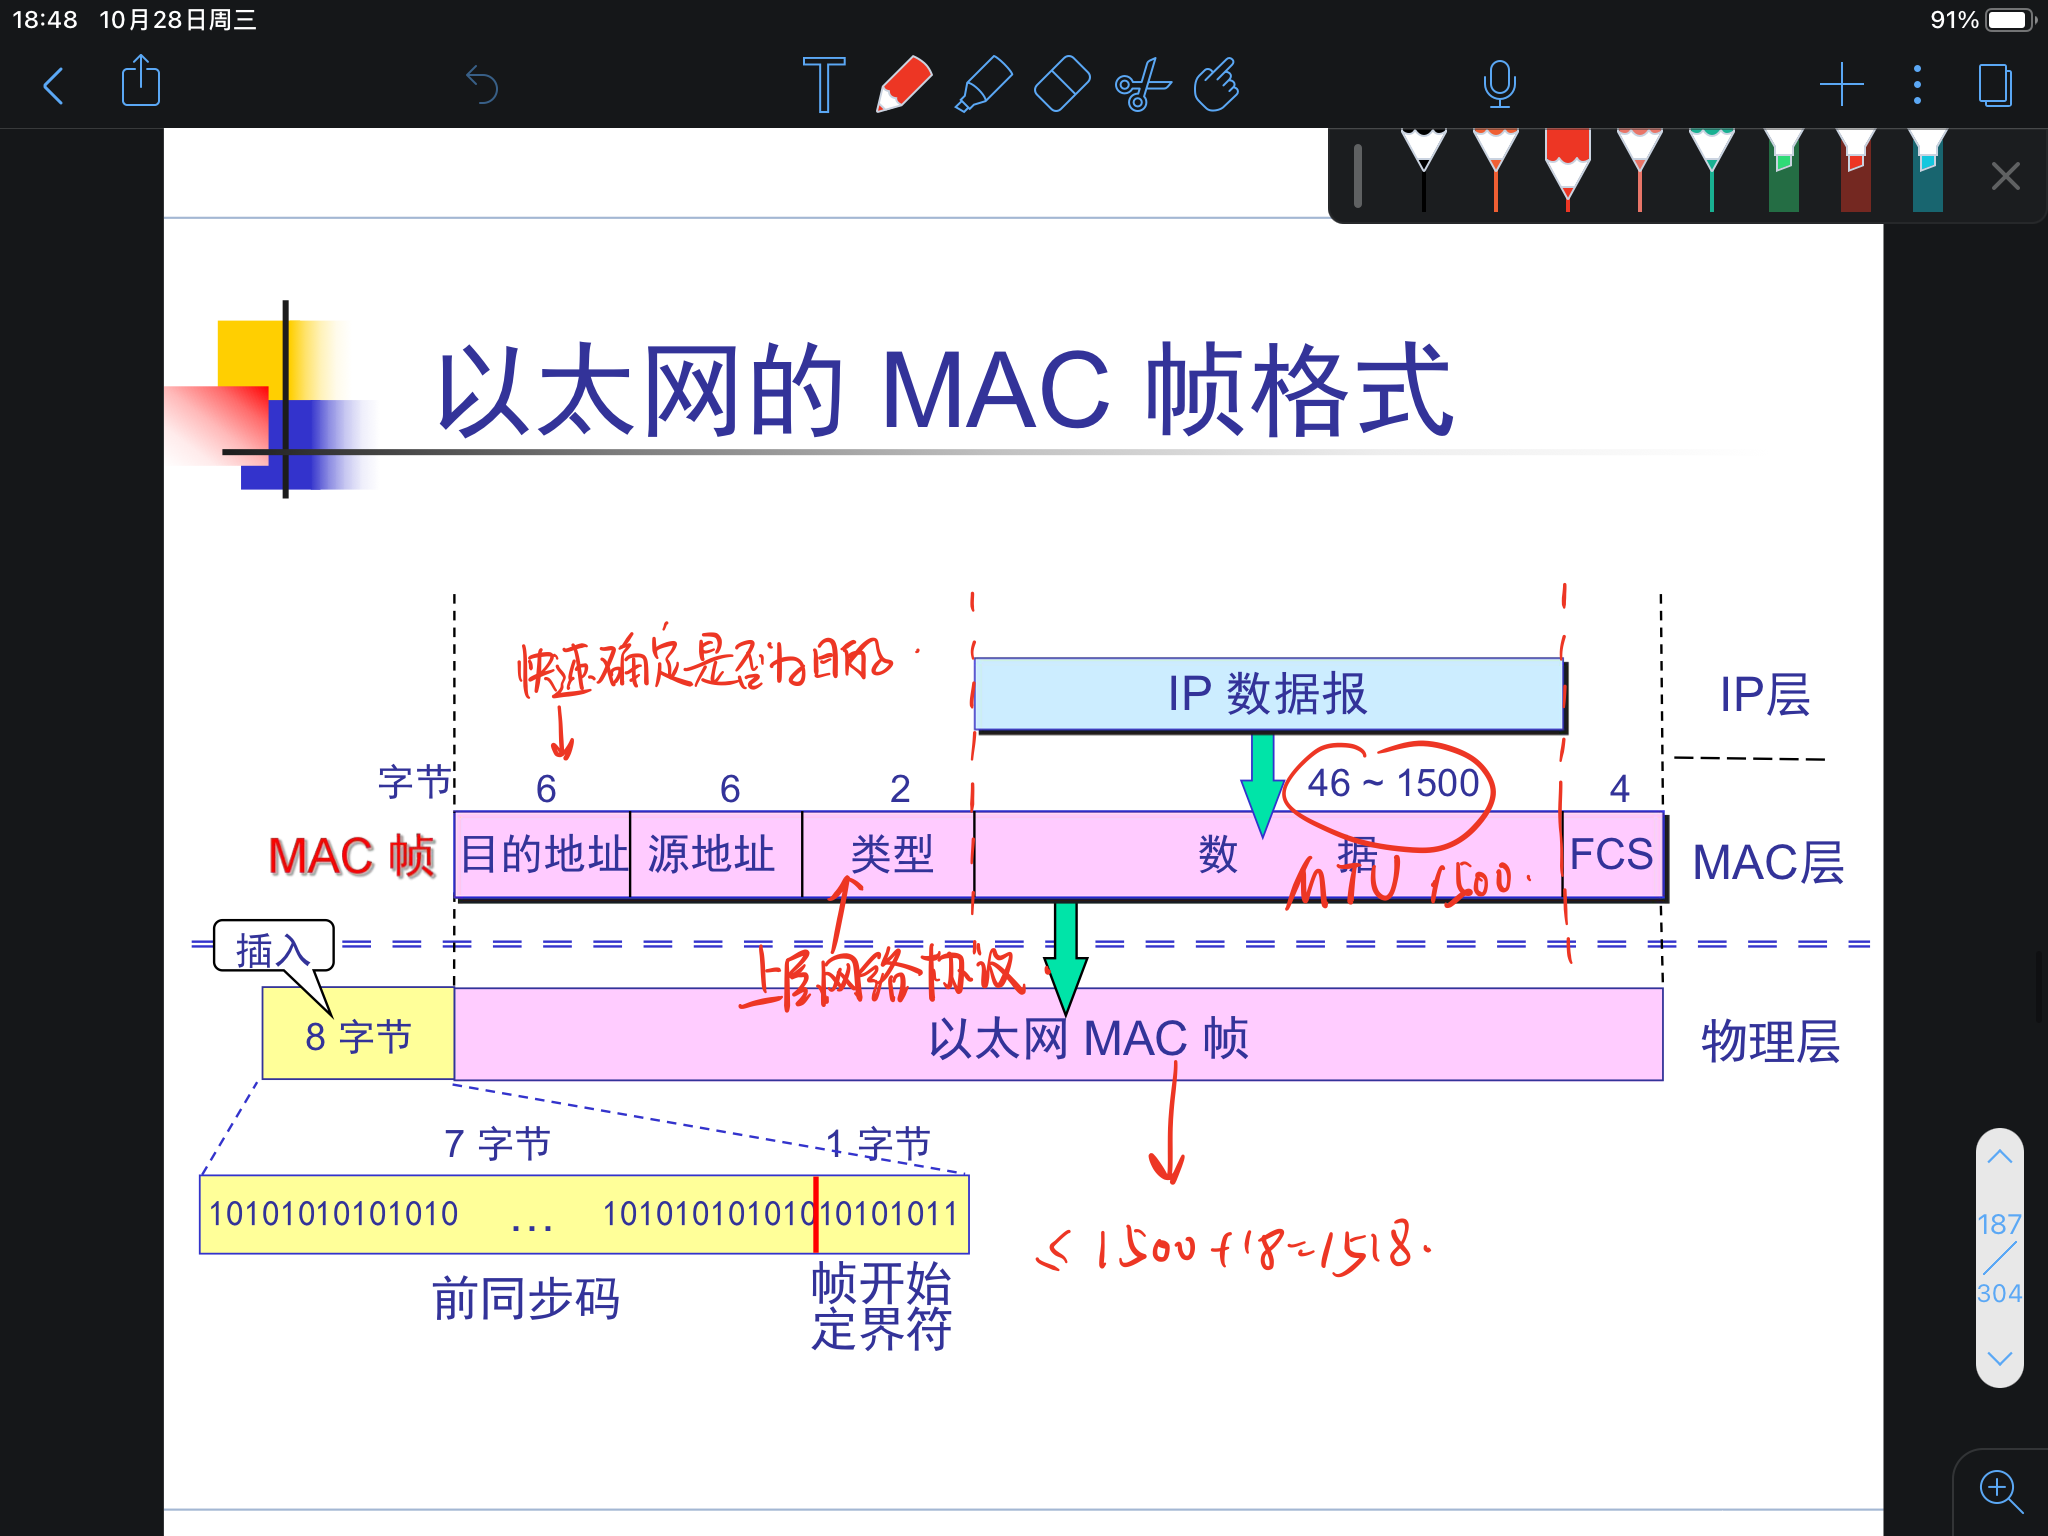 18:48 10月28日周三
91%
以太网的 MAC 帧格式
快速确定是否为目的
IP 数据报
IP层
字节
6
6
2
46 ~ 1500
4
MAC 帧
目的地址
源地址
类型
数 据
FCS
MAC层
MTU 1500.
插入
上层网络协议.
8 字节
以太网 MAC 帧
物理层
7 字节
1 字节
10101010101010
...
101010101010
10101011
≤ 1500+18=1518.
前同步码
帧开始
定界符
187
304